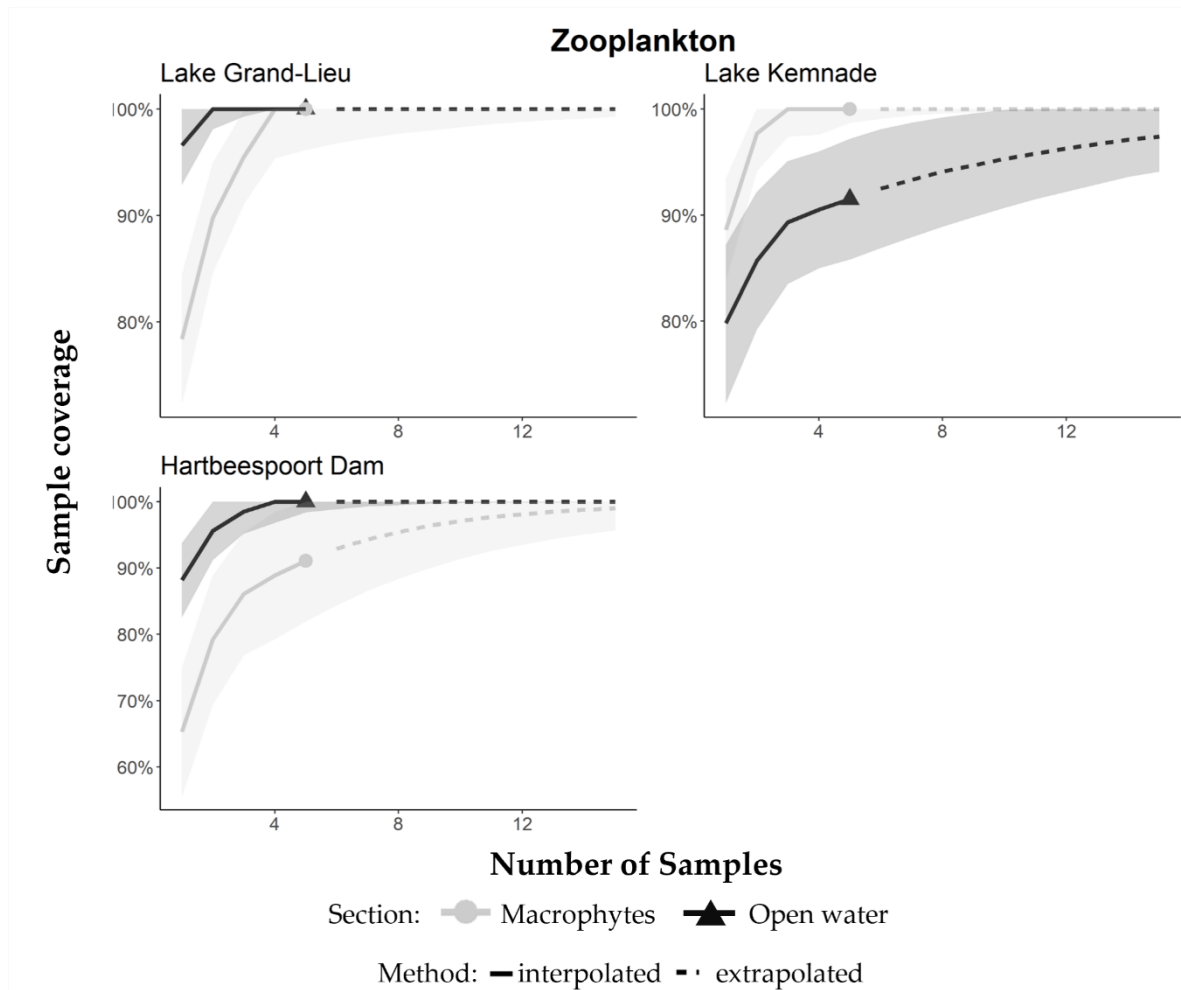 Zooplankton
Lake Grand-Lieu
Lake Kemnade
100%
90%
80%
4 8 12
100%
90%
80%
4 8 12
Hartbeespoort Dam
100%
90%
80%
70%
60%
4 8 12
Sample coverage
Number of Samples
Section: Macrophytes Open water
Method: interpolated extrapolated